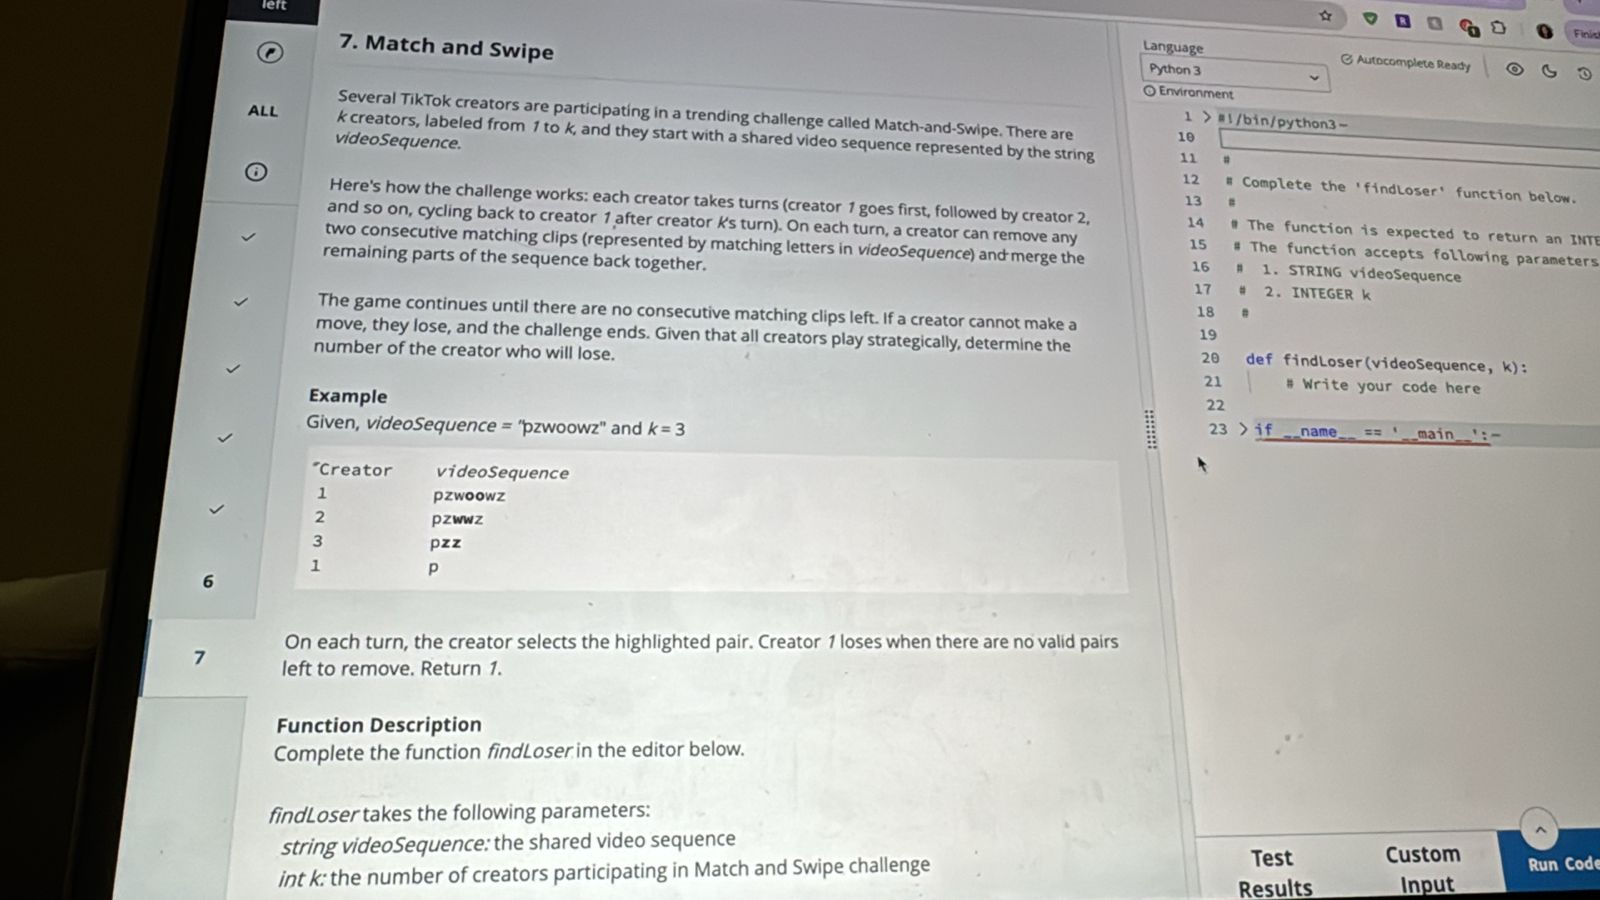 left
ALL
6
7
7. Match and Swipe
Several TikTok creators are participating in a trending challenge called Match-and-Swipe. There are
k creators, labeled from 1 to k, and they start with a shared video sequence represented by the string
videoSequence.
Here's how the challenge works: each creator takes turns (creator 1 goes first, followed by creator 2,
and so on, cycling back to creator 1 after creator k's turn). On each turn, a creator can remove any
two consecutive matching clips (represented by matching letters in videoSequence) and merge the
remaining parts of the sequence back together.
The game continues until there are no consecutive matching clips left. If a creator cannot make a
move, they lose, and the challenge ends. Given that all creators play strategically, determine the
number of the creator who will lose.
Example
Given, videoSequence = "pzwoowz" and k = 3
"Creator videoSequence
1 pzwoowz
2 pzwwz
3 pzz
1 p
On each turn, the creator selects the highlighted pair. Creator 1 loses when there are no valid pairs
left to remove. Return 1.
Function Description
Complete the function findLoser in the editor below.
findLoser takes the following parameters:
string videoSequence: the shared video sequence
int k: the number of creators participating in Match and Swipe challenge
Language
Python 3
Autocomplete Ready
Environment
1 > #!/bin/python3
10
11 #
12 # Complete the 'findLoser' function below.
13 #
14 # The function is expected to return an INTE
15 # The function accepts following parameters
16 # 1. STRING videoSequence
17 # 2. INTEGER k
18 #
19
20 def findLoser(videoSequence, k):
21 # Write your code here
22
23 > if __name__ == '__main__':
Test
Results
Custom
Input
Run Code
Finis